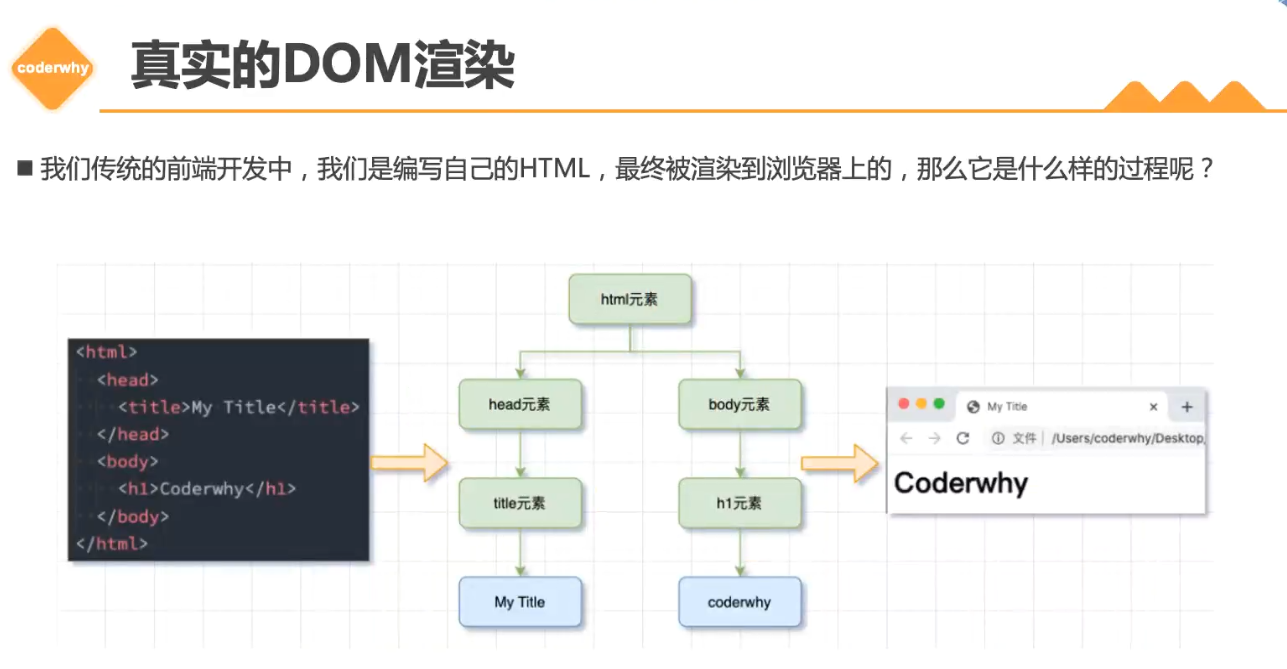 coderwhy
真实的DOM渲染
■ 我们传统的前端开发中，我们是编写自己的HTML，最终被渲染到浏览器上的，那么它是什么样的过程呢？
<html>
<head>
<title>My Title</title>
</head>
<body>
<h1>Coderwhy</h1>
</body>
</html>
html元素
head元素
body元素
title元素
h1元素
My Title
coderwhy
My Title
文件 /Users/coderwhy/Desktop,
Coderwhy